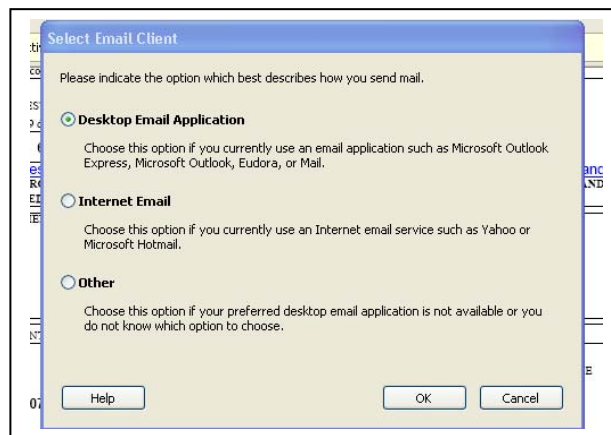 Select Email Client
Please indicate the option which best describes how you send mail.
Desktop Email Application
Choose this option if you currently use an email application such as Microsoft Outlook
Express, Microsoft Outlook, Eudora, or Mail.
Internet Email
Choose this option if you currently use an Internet email service such as Yahoo or
Microsoft Hotmail.
Other
Choose this option if your preferred desktop email application is not available or you
do not know which option to choose.
Help OK Cancel